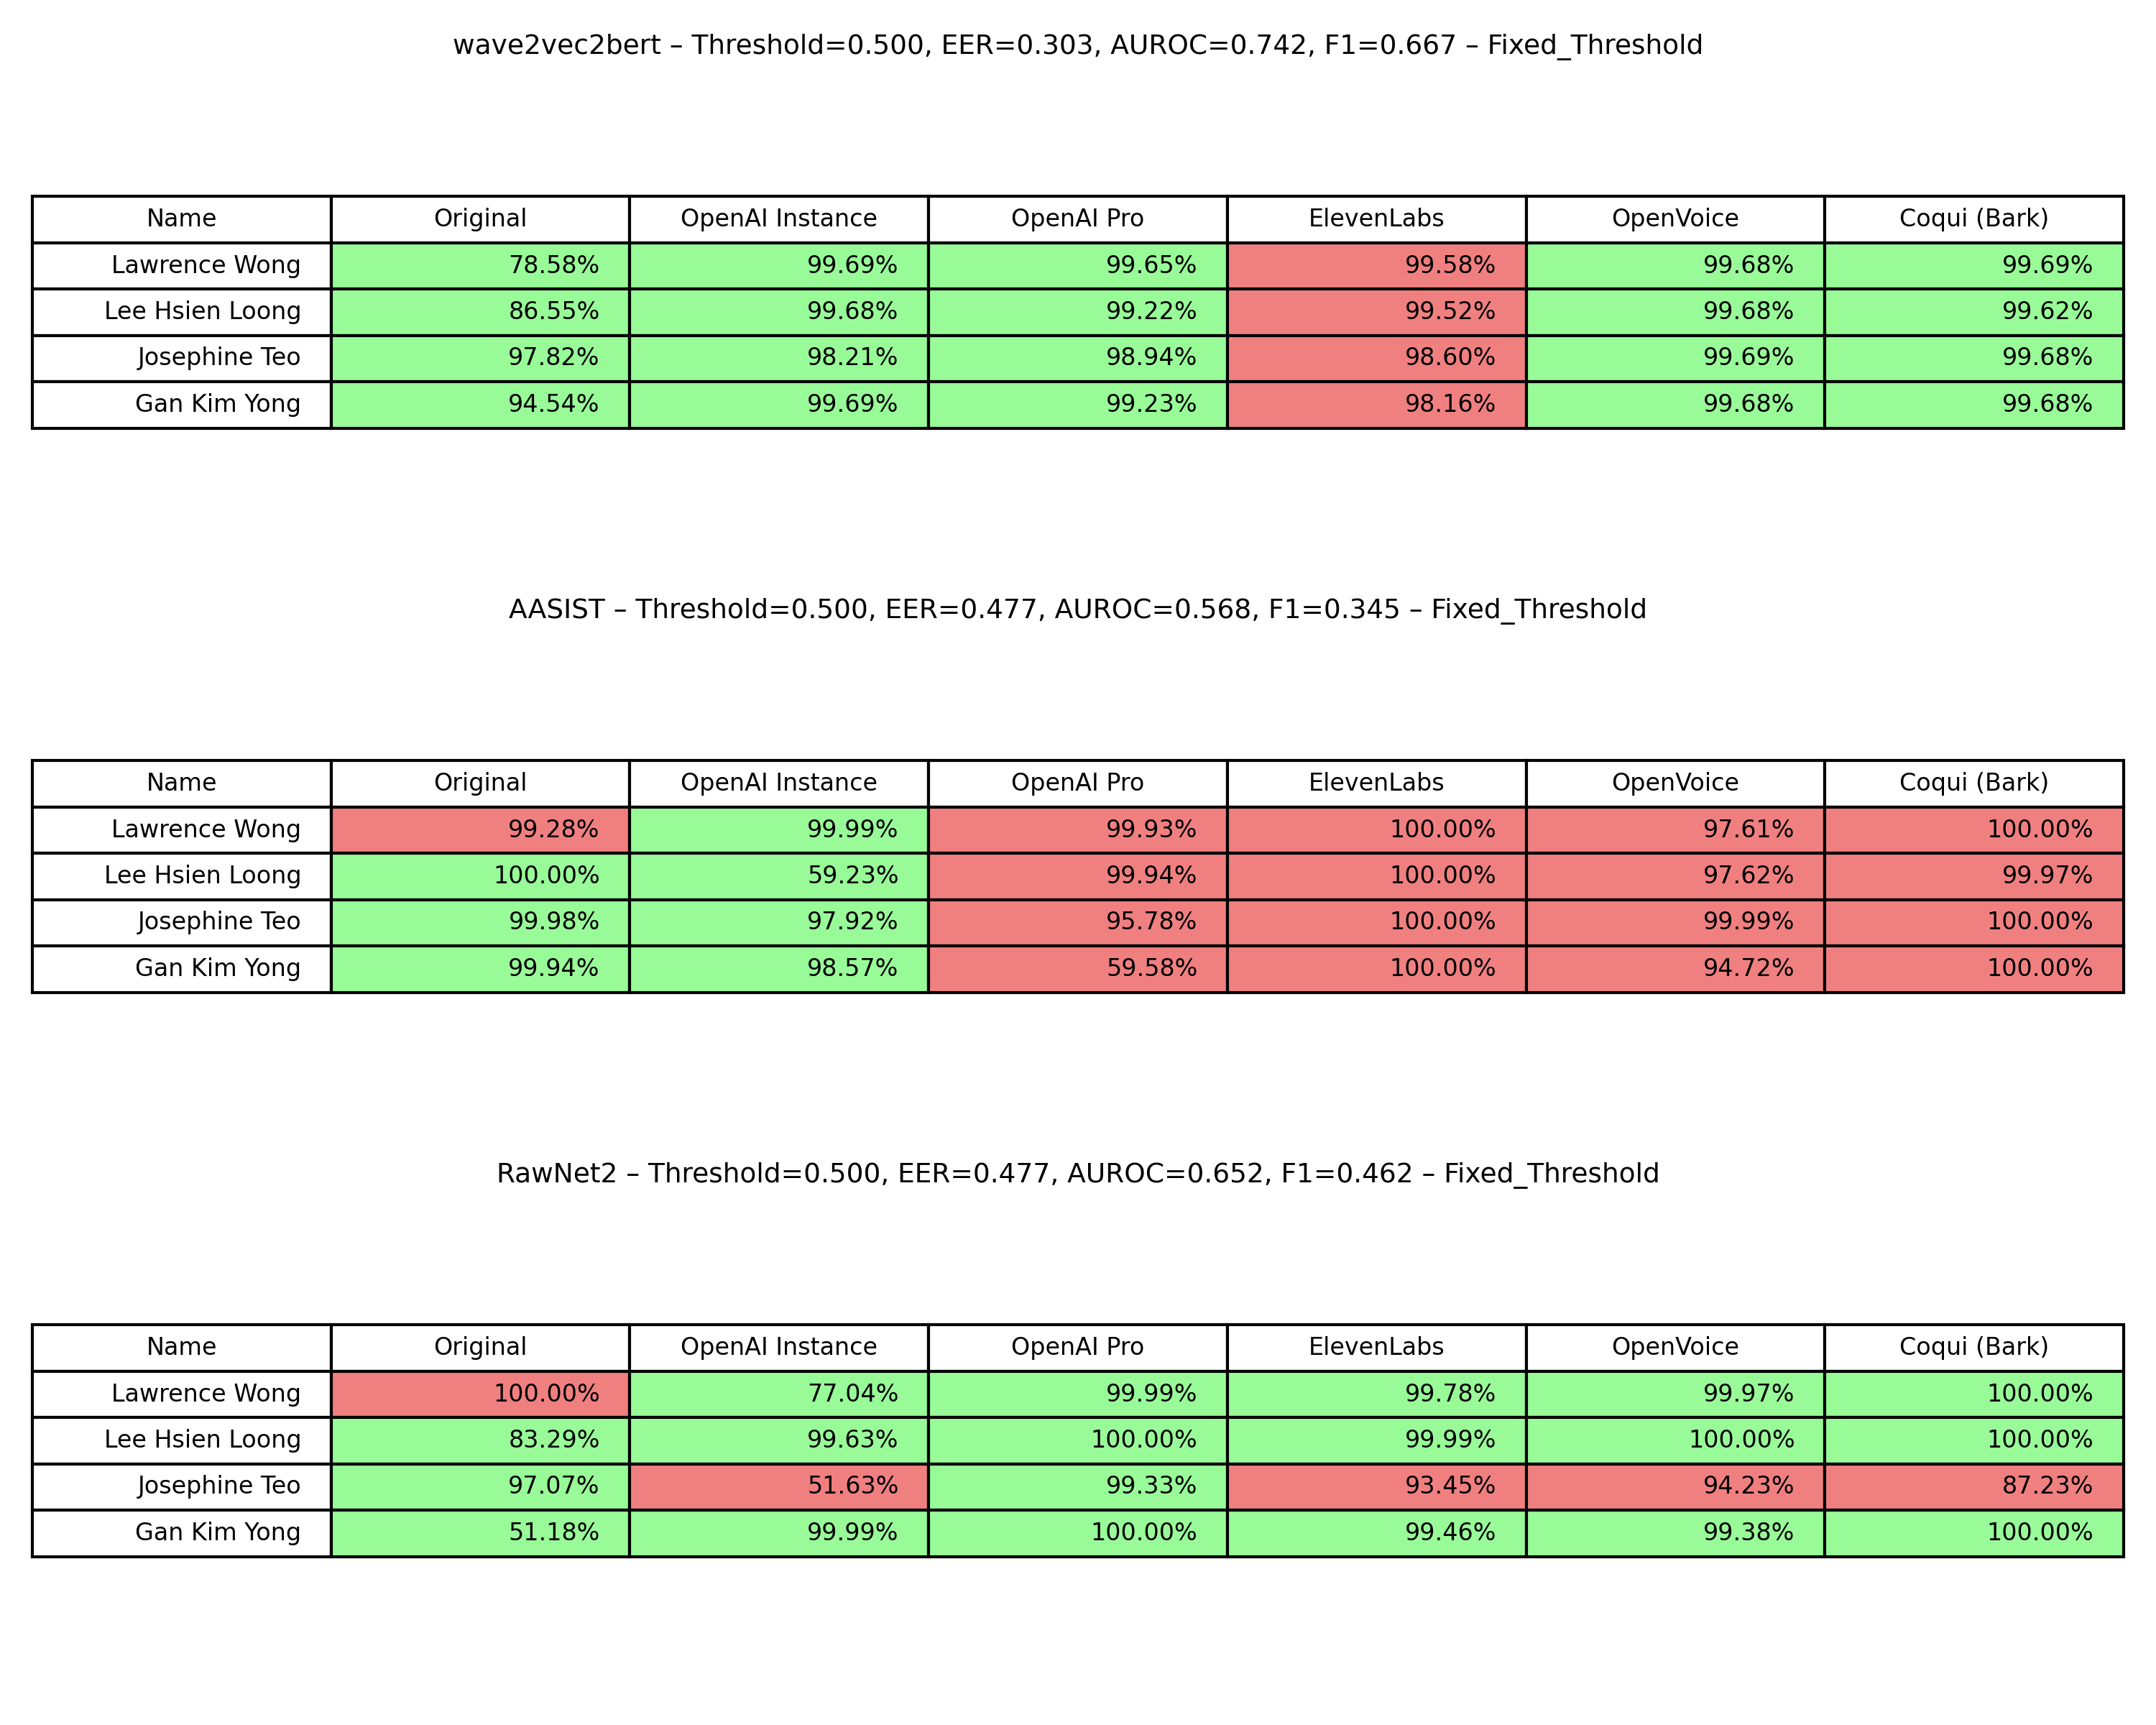 wave2vec2bert – Threshold=0.500, EER=0.303, AUROC=0.742, F1=0.667 – Fixed_Threshold
Name Original OpenAI Instance OpenAI Pro ElevenLabs OpenVoice Coqui (Bark)
Lawrence Wong 78.58% 99.69% 99.65% 99.58% 99.68% 99.69%
Lee Hsien Loong 86.55% 99.68% 99.22% 99.52% 99.68% 99.62%
Josephine Teo 97.82% 98.21% 98.94% 98.60% 99.69% 99.68%
Gan Kim Yong 94.54% 99.69% 99.23% 98.16% 99.68% 99.68%
AASIST – Threshold=0.500, EER=0.477, AUROC=0.568, F1=0.345 – Fixed_Threshold
Name Original OpenAI Instance OpenAI Pro ElevenLabs OpenVoice Coqui (Bark)
Lawrence Wong 99.28% 99.99% 99.93% 100.00% 97.61% 100.00%
Lee Hsien Loong 100.00% 59.23% 99.94% 100.00% 97.62% 99.97%
Josephine Teo 99.98% 97.92% 95.78% 100.00% 99.99% 100.00%
Gan Kim Yong 99.94% 98.57% 59.58% 100.00% 94.72% 100.00%
RawNet2 – Threshold=0.500, EER=0.477, AUROC=0.652, F1=0.462 – Fixed_Threshold
Name Original OpenAI Instance OpenAI Pro ElevenLabs OpenVoice Coqui (Bark)
Lawrence Wong 100.00% 77.04% 99.99% 99.78% 99.97% 100.00%
Lee Hsien Loong 83.29% 99.63% 100.00% 99.99% 100.00% 100.00%
Josephine Teo 97.07% 51.63% 99.33% 93.45% 94.23% 87.23%
Gan Kim Yong 51.18% 99.99% 100.00% 99.46% 99.38% 100.00%